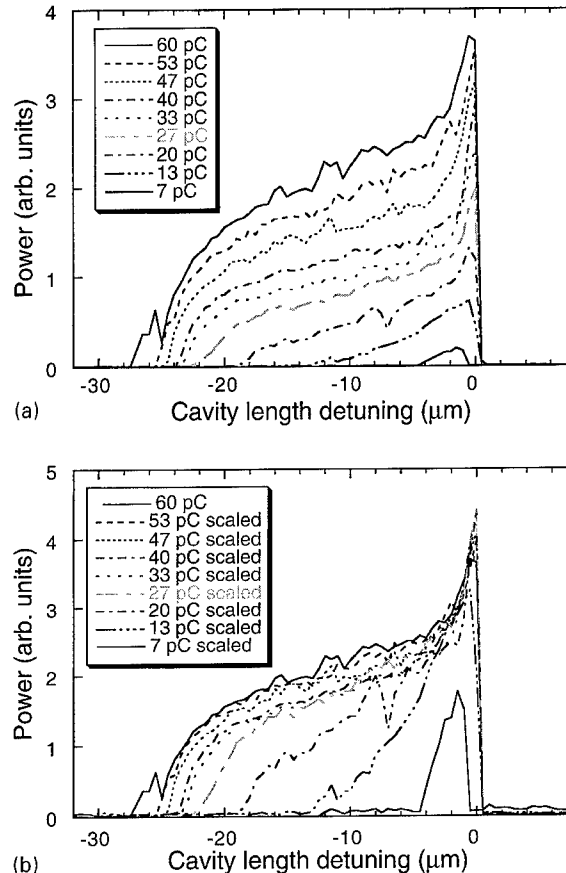 4
60 pC
53 pC
47 pC
40 pC
33 pC
27 pC
20 pC
13 pC
7 pC
3
2
1
0
Power (arb. units)
-30
-20
-10
0
(a)
Cavity length detuning (μm)
5
60 pC
53 pC scaled
47 pC scaled
40 pC scaled
33 pC scaled
27 pC scaled
20 pC scaled
13 pC scaled
7 pC scaled
4
3
2
1
0
Power (arb. units)
-30
-20
-10
0
(b)
Cavity length detuning (μm)